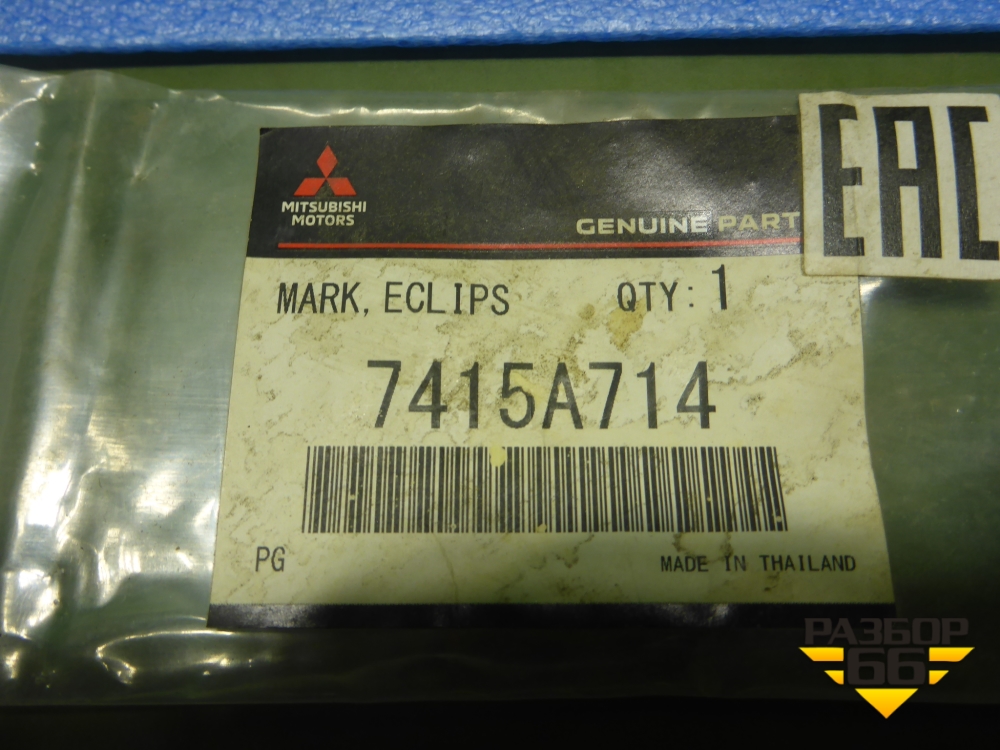 MITSUBISHI
MOTORS
GENUINE PART
EAC
MARK, ECLIPS QTY: 1
7415A714
PG MADE IN THAILAND
РАЗБОР
66